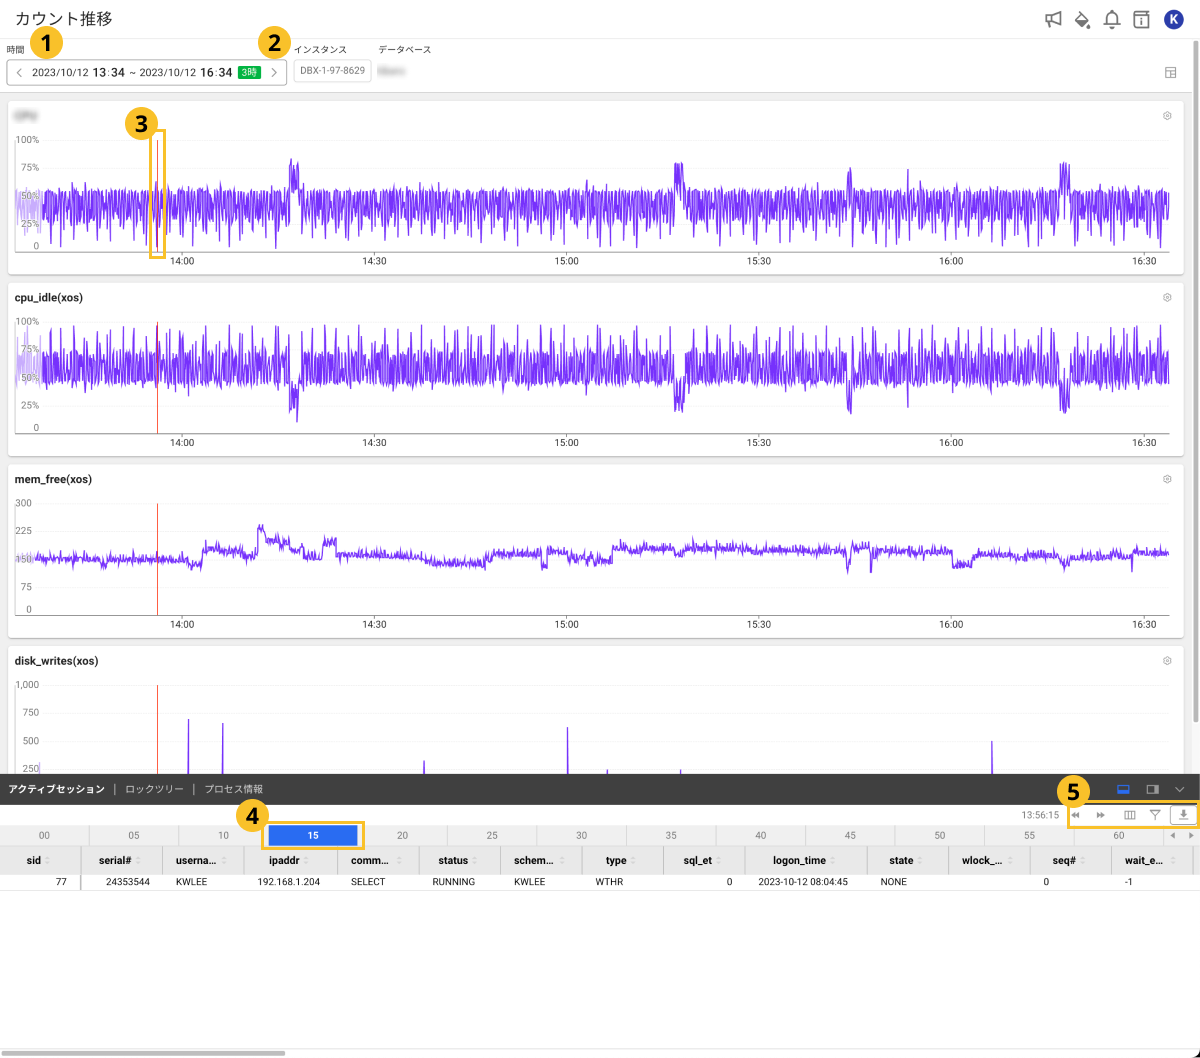 カウント推移
K
時間
1
2
インスタンス
データベース
2023/10/12 13:34 ~ 2023/10/12 16:34 3時
DBX-1-97-8629
3
100%
75%
50%
25%
0
14:00 14:30 15:00 15:30 16:00 16:30
cpu_idle(xos)
100%
75%
50%
25%
0
14:00 14:30 15:00 15:30 16:00 16:30
mem_free(xos)
300
225
150
75
0
14:00 14:30 15:00 15:30 16:00 16:30
disk_writes(xos)
1,000
750
500
250
アクティブセッション | ロックツリー | プロセス情報
4
5
13:56:15
00 05 10 15 20 25 30 35 40 45 50 55 60
sid serial# userna... ipaddr comm... status schem... type sql_et logon_time state wlock_... seq# wait_e...
77 24353544 KWLEE 192.168.1.204 SELECT RUNNING KWLEE WTHR 0 2023-10-12 08:04:45 NONE 0 -1